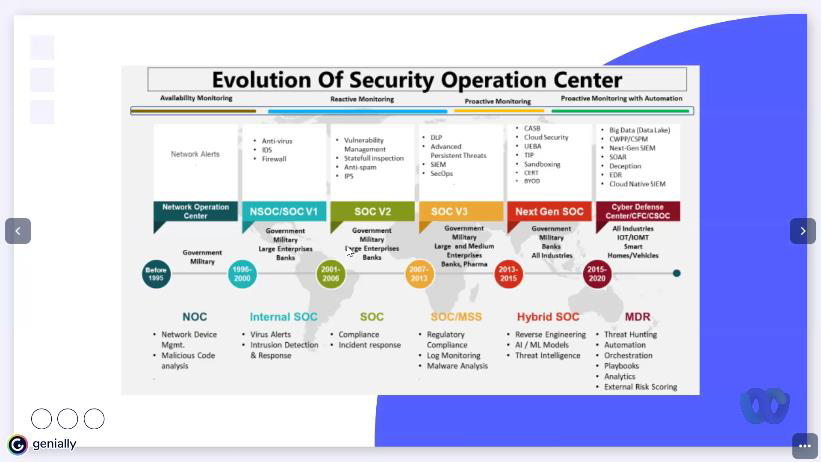 Evolution Of Security Operation Center
Availability Monitoring
Reactive Monitoring
Proactive Monitoring
Proactive Monitoring with Automation
Network Alerts
• Anti-virus
• IDS
• Firewall
• Vulnerability
Management
• Statefull inspection
• Anti-spam
• IPS
• DLP
• Advanced
Persistent Threats
• SIEM
• SecOps
• CASB
• Cloud Security
• UEBA
• TIP
• Sandboxing
• CERT
• BYOD
• Big Data (Data Lake)
• CWPP/CSPM
• Next-Gen SIEM
• SOAR
• Deception
• EDR
• Cloud Native SIEM
Network Operation
Center
NSOC/SOC V1
SOC V2
SOC V3
Next Gen SOC
Cyber Defense
Center/CFC/CSOC
Government
Military
Government
Military
Large Enterprises
Banks
Government
Military
Large Enterprises
Banks
Government
Military
Large and Medium
Enterprises
Banks, Pharma
Government
Military
Banks
All Industries
All Industries
IOT/IOMT
Smart
Homes/Vehicles
Before
1995
1996-
2000
2001-
2006
2007-
2013
2013-
2015
2015-
2020
NOC
Internal SOC
SOC
SOC/MSS
Hybrid SOC
MDR
• Network Device
Mgmt.
• Malicious Code
analysis
• Virus Alerts
• Intrusion Detection
& Response
• Compliance
• Incident response
• Regulatory
Compliance
• Log Monitoring
• Malware Analysis
• Reverse Engineering
• AI / ML Models
• Threat Intelligence
• Threat Hunting
• Automation
• Orchestration
• Playbooks
• Analytics
• External Risk Scoring
genially